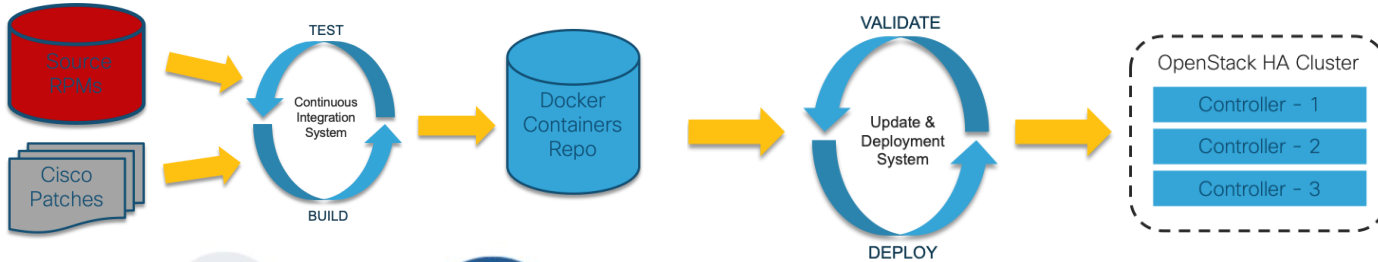 Source
RPMs
Cisco
Patches
TEST
Continuous
Integration
System
BUILD
Docker
Containers
Repo
VALIDATE
Update &
Deployment
System
DEPLOY
OpenStack HA Cluster
Controller - 1
Controller - 2
Controller - 3